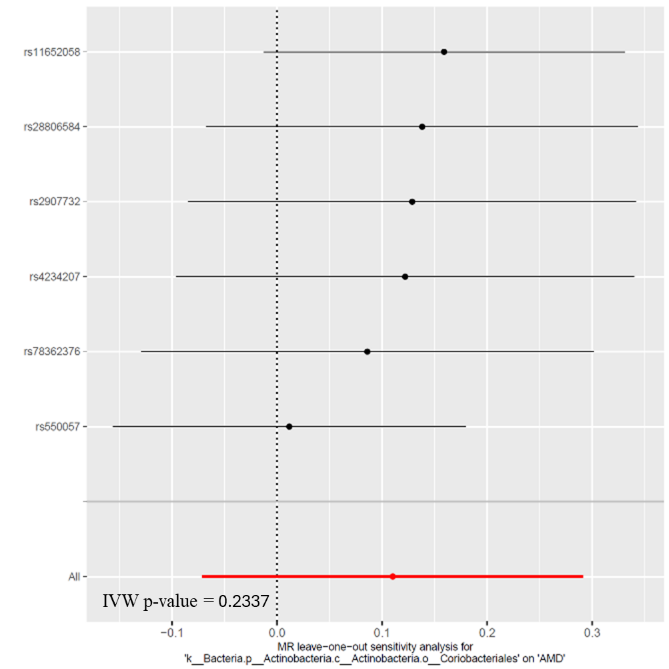 rs11652058
rs28806584
rs2907732
rs4234207
rs78362376
rs550057
All
IVW p-value = 0.2337
−0.1 0.0 0.1 0.2 0.3
MR leave−one−out sensitivity analysis for
'k__Bacteria.p__Actinobacteria.c__Actinobacteria.o__Coriobacteriales' on 'AMD'